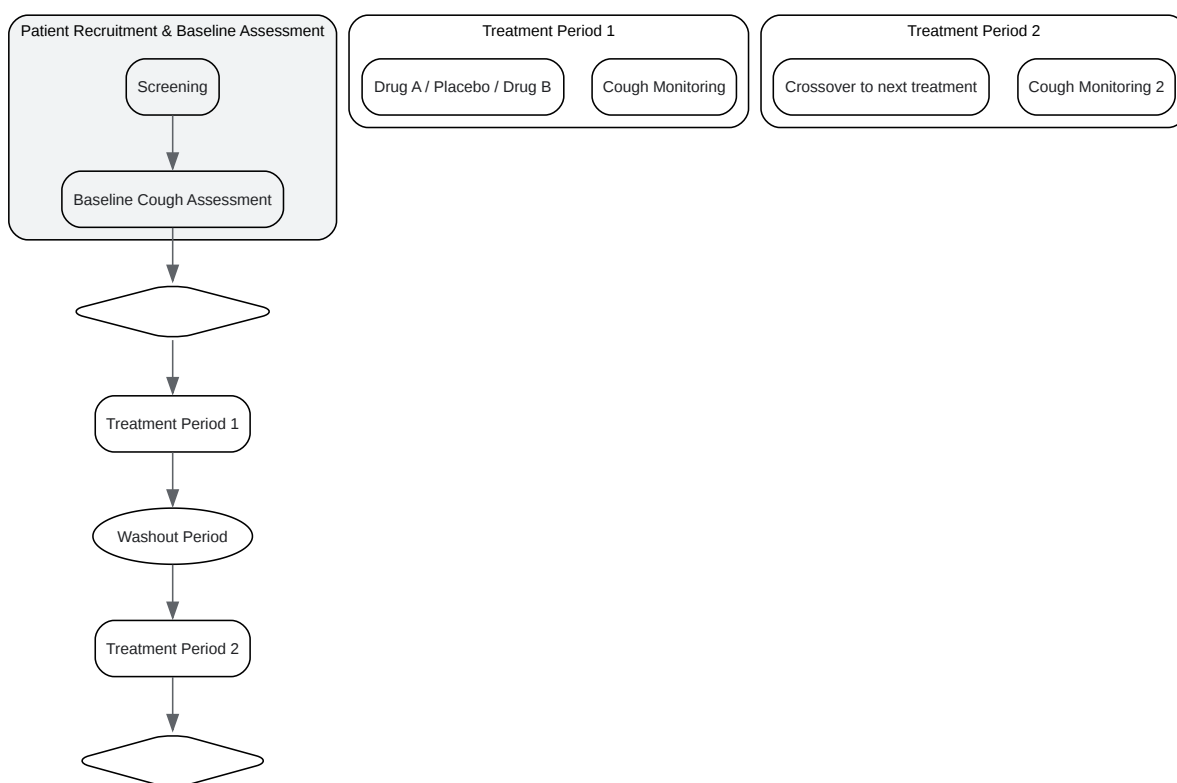 Patient Recruitment & Baseline Assessment
Screening
Baseline Cough Assessment
Treatment Period 1
Drug A / Placebo / Drug B
Cough Monitoring
Treatment Period 2
Crossover to next treatment
Cough Monitoring 2
Treatment Period 1
Washout Period
Treatment Period 2